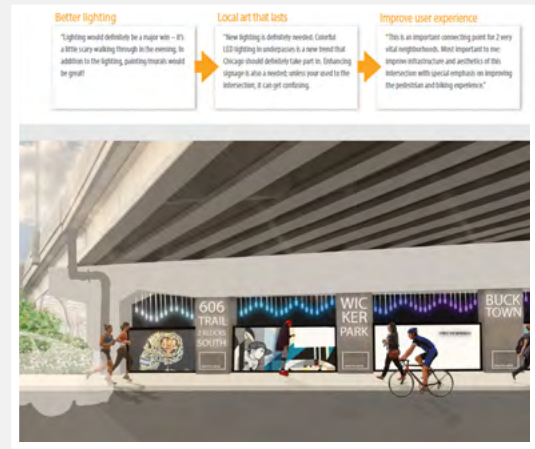 Better lighting
"Lighting would definitely be a major win – it's
a little scary walking through in the evening. In
addition to the lighting, painting/murals would
be great!
Local art that lasts
"New lighting is definitely needed. Colorful
LED lighting in underpasses is a new trend that
Chicago should definitely take part in. Enhancing
signage is also a needed; unless your used to the
intersection, it can get confusing.
Improve user experience
"This is an important connecting point for 2 very
vital neighborhoods. Most important to me:
improve infrastructure and aesthetics of this
intersection with special emphasis on improving
the pedestrian and biking experience."
606
TRAIL
2 BLOCKS
SOUTH
WIC
KER
PARK
BUCK
TOWN